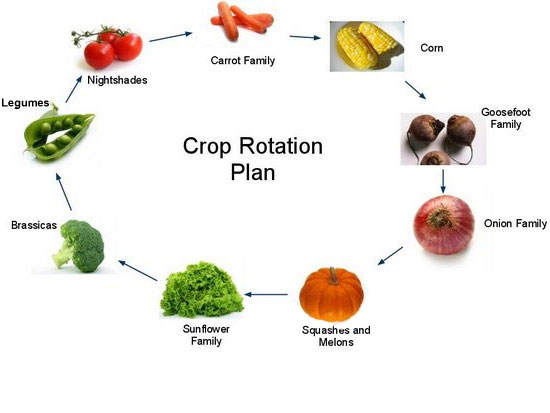 Nightshades
Carrot Family
Corn
Legumes
Goosefoot
Family
Crop Rotation
Plan
Brassicas
Onion Family
Sunflower
Family
Squashes and
Melons